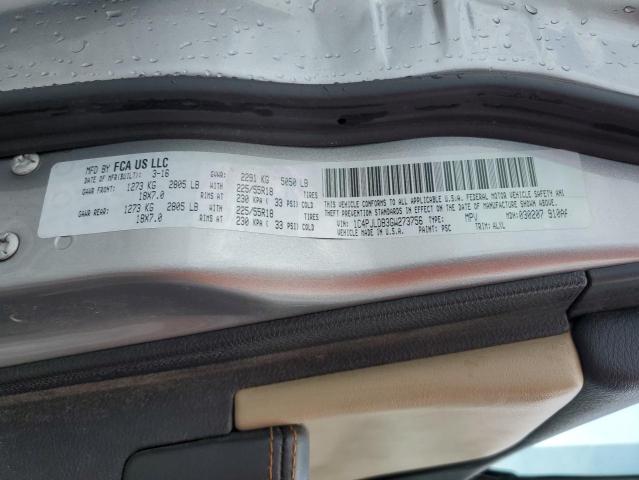 MFD BY FCA US LLC
DATE OF MFR(BUILT): 3-16 GVWR: 2291 KG 5050 LB
GAWR FRONT: 1273 KG 2805 LB WITH 225/55R18 TIRES
18X7.0 RIMS AT 230 KPA ( 33 PSI) COLD
GAWR REAR: 1273 KG 2805 LB WITH 225/55R18 TIRES
18X7.0 RIMS AT 230 KPA ( 33 PSI) COLD
THIS VEHICLE CONFORMS TO ALL APPLICABLE U.S.A. FEDERAL MOTOR VEHICLE SAFETY AND
THEFT PREVENTION STANDARDS IN EFFECT ON THE DATE OF MANUFACTURE SHOWN ABOVE.
VIN: 1C4PJLDB3GW273756 MPV MDH: 030207 910AF
VEHICLE MADE IN U.S.A. PAINT: PSC TRIM: